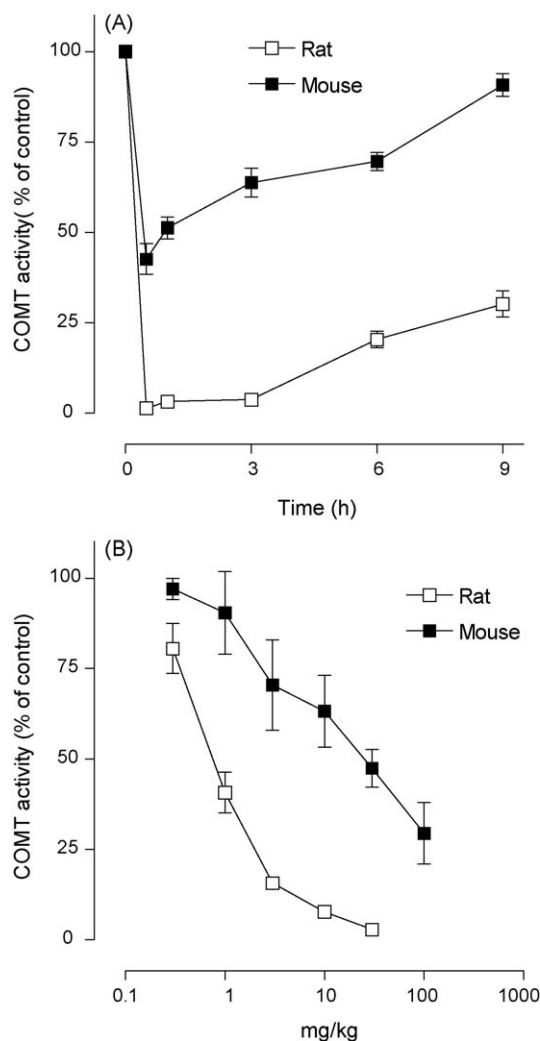 (A)
Rat
Mouse
100
75
50
25
0
COMT activity( % of control)
0 3 6 9
Time (h)
(B)
Rat
Mouse
100
75
50
25
0
COMT activity (% of control)
0.1 1 10 100 1000
mg/kg